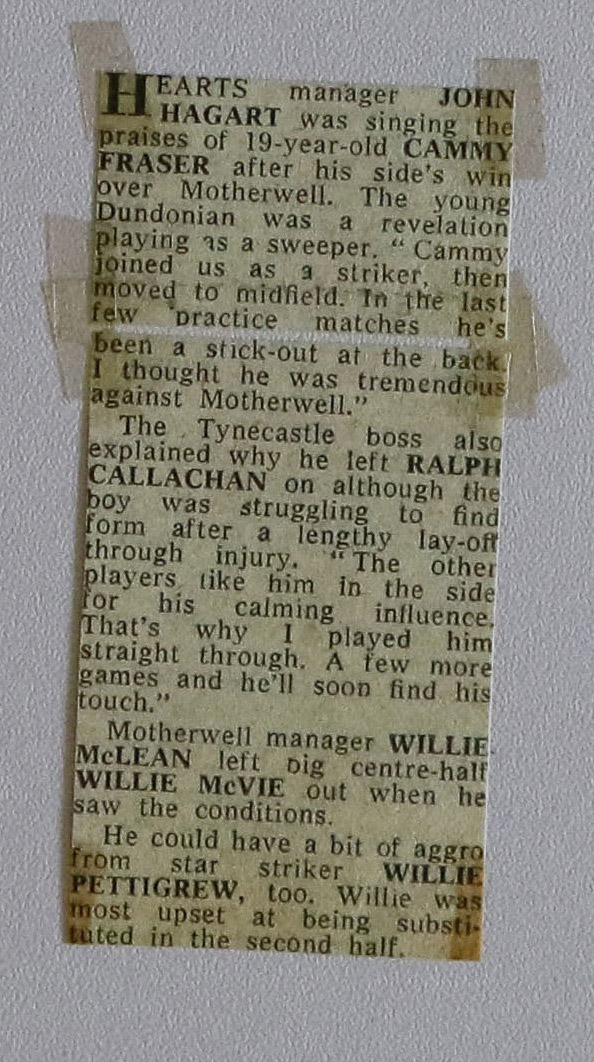 HEARTS manager JOHN
HAGART was singing the
praises of 19-year-old CAMMY
FRASER after his side's win
over Motherwell. The young
Dundonian was a revelation
playing as a sweeper. “Cammy
joined us as a striker, then
moved to midfield. In the last
few practice matches he's
been a stick-out at the back.
I thought he was tremendous
against Motherwell.”
The Tynecastle boss also
explained why he left RALPH
CALLACHAN on although the
boy was struggling to find
form after a lengthy lay-off
through injury. “The other
players like him in the side
for his calming influence.
That's why I played him
straight through. A few more
games and he'll soon find his
touch.”
Motherwell manager WILLIE
McLEAN left big centre-half
WILLIE McVIE out when he
saw the conditions.
He could have a bit of aggro
from star striker WILLIE
PETTIGREW, too. Willie was
most upset at being substi-
tuted in the second half.